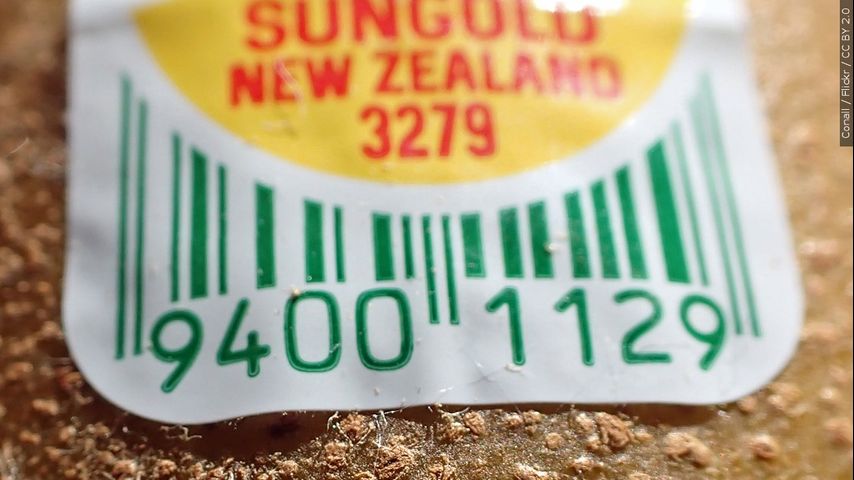 SUNGOLD
NEW ZEALAND
3279
9400 1129
Conall / Flickr / CC BY 2.0